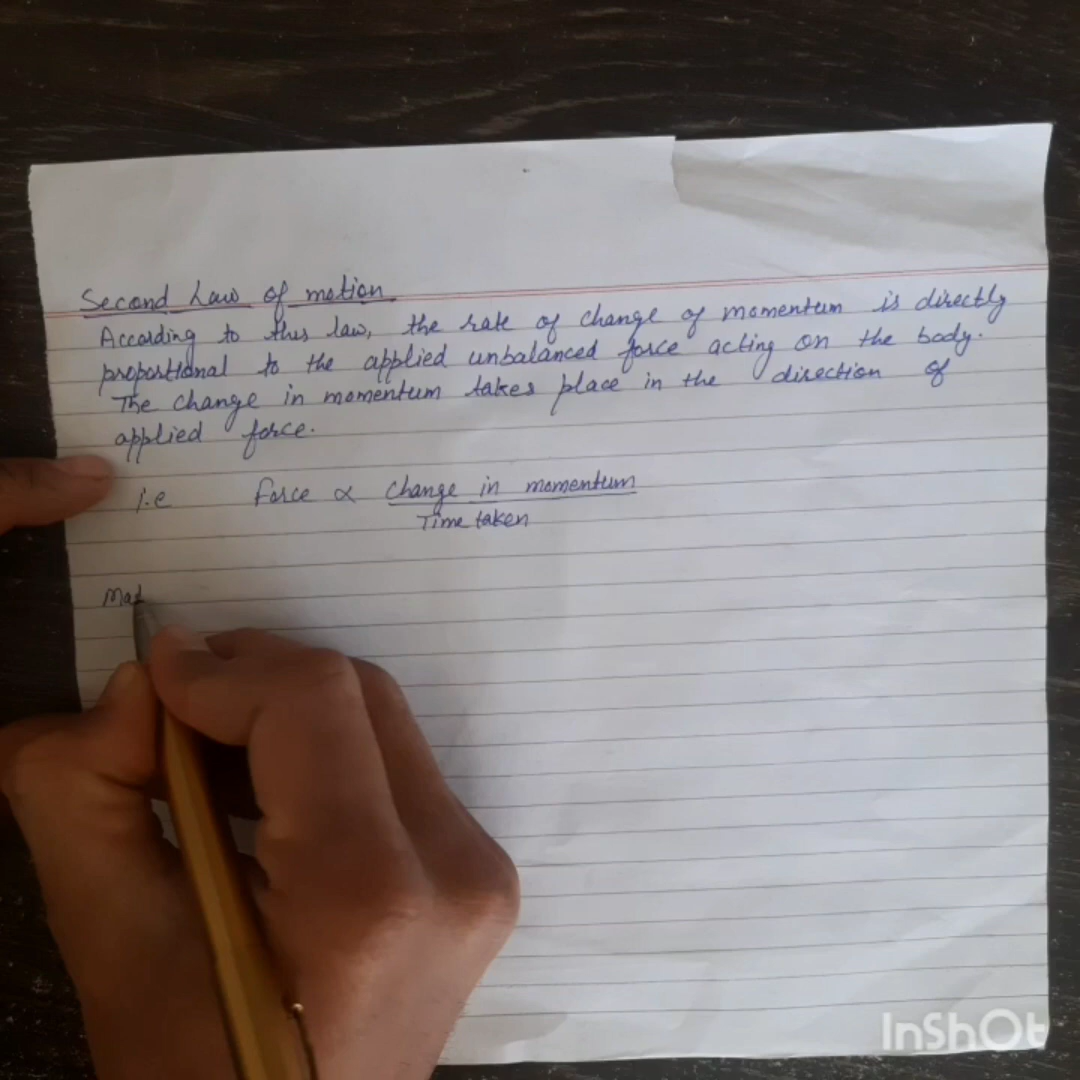 Second Law of motion
According to this law, the rate of change of momentum is directly
proportional to the applied unbalanced force acting on the body.
The change in momentum takes place in the direction of
applied force.
i.e Force ∝ Change in momentum
Time taken
Mat
InShOt